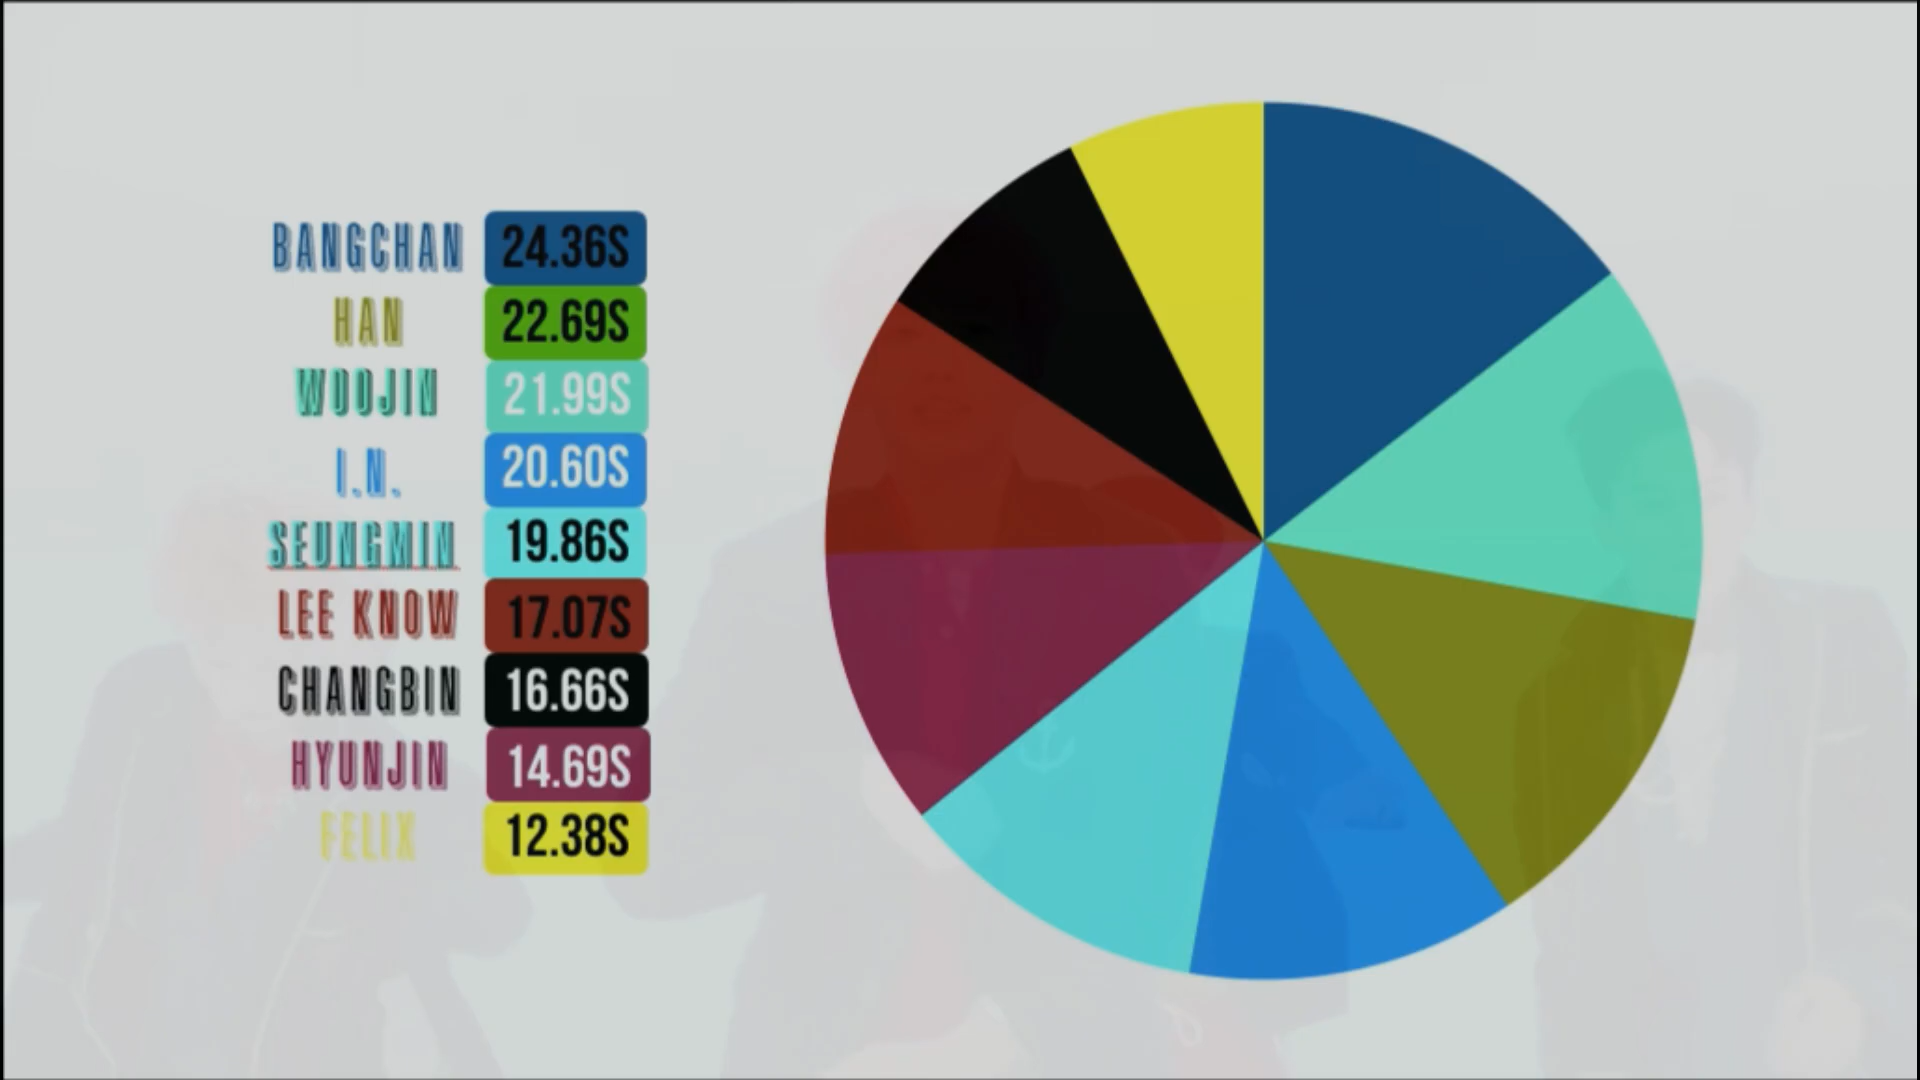 BANGCHAN 24.36S
HAN 22.69S
WOOJIN 21.99S
I.N. 20.60S
SEUNGMIN 19.86S
LEE KNOW 17.07S
CHANGBIN 16.66S
HYUNJIN 14.69S
FELIX 12.38S